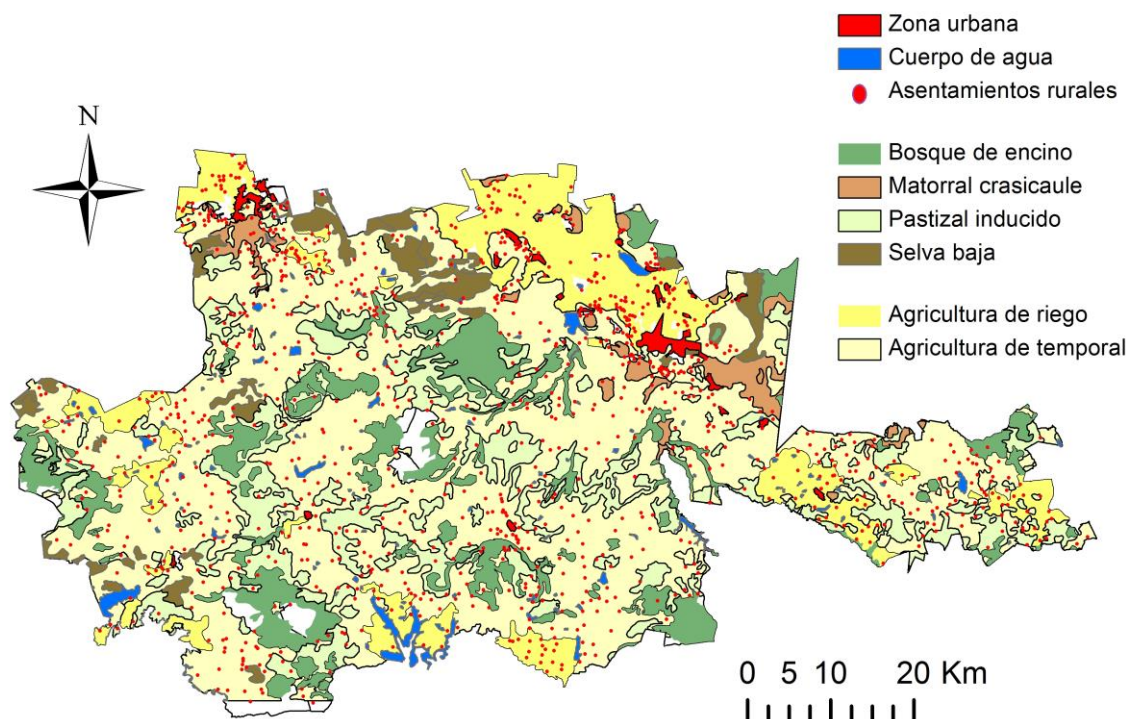 Zona urbana
Cuerpo de agua
Asentamientos rurales
N
Bosque de encino
Matorral crasicaule
Pastizal inducido
Selva baja
Agricultura de riego
Agricultura de temporal
0 5 10 20 Km